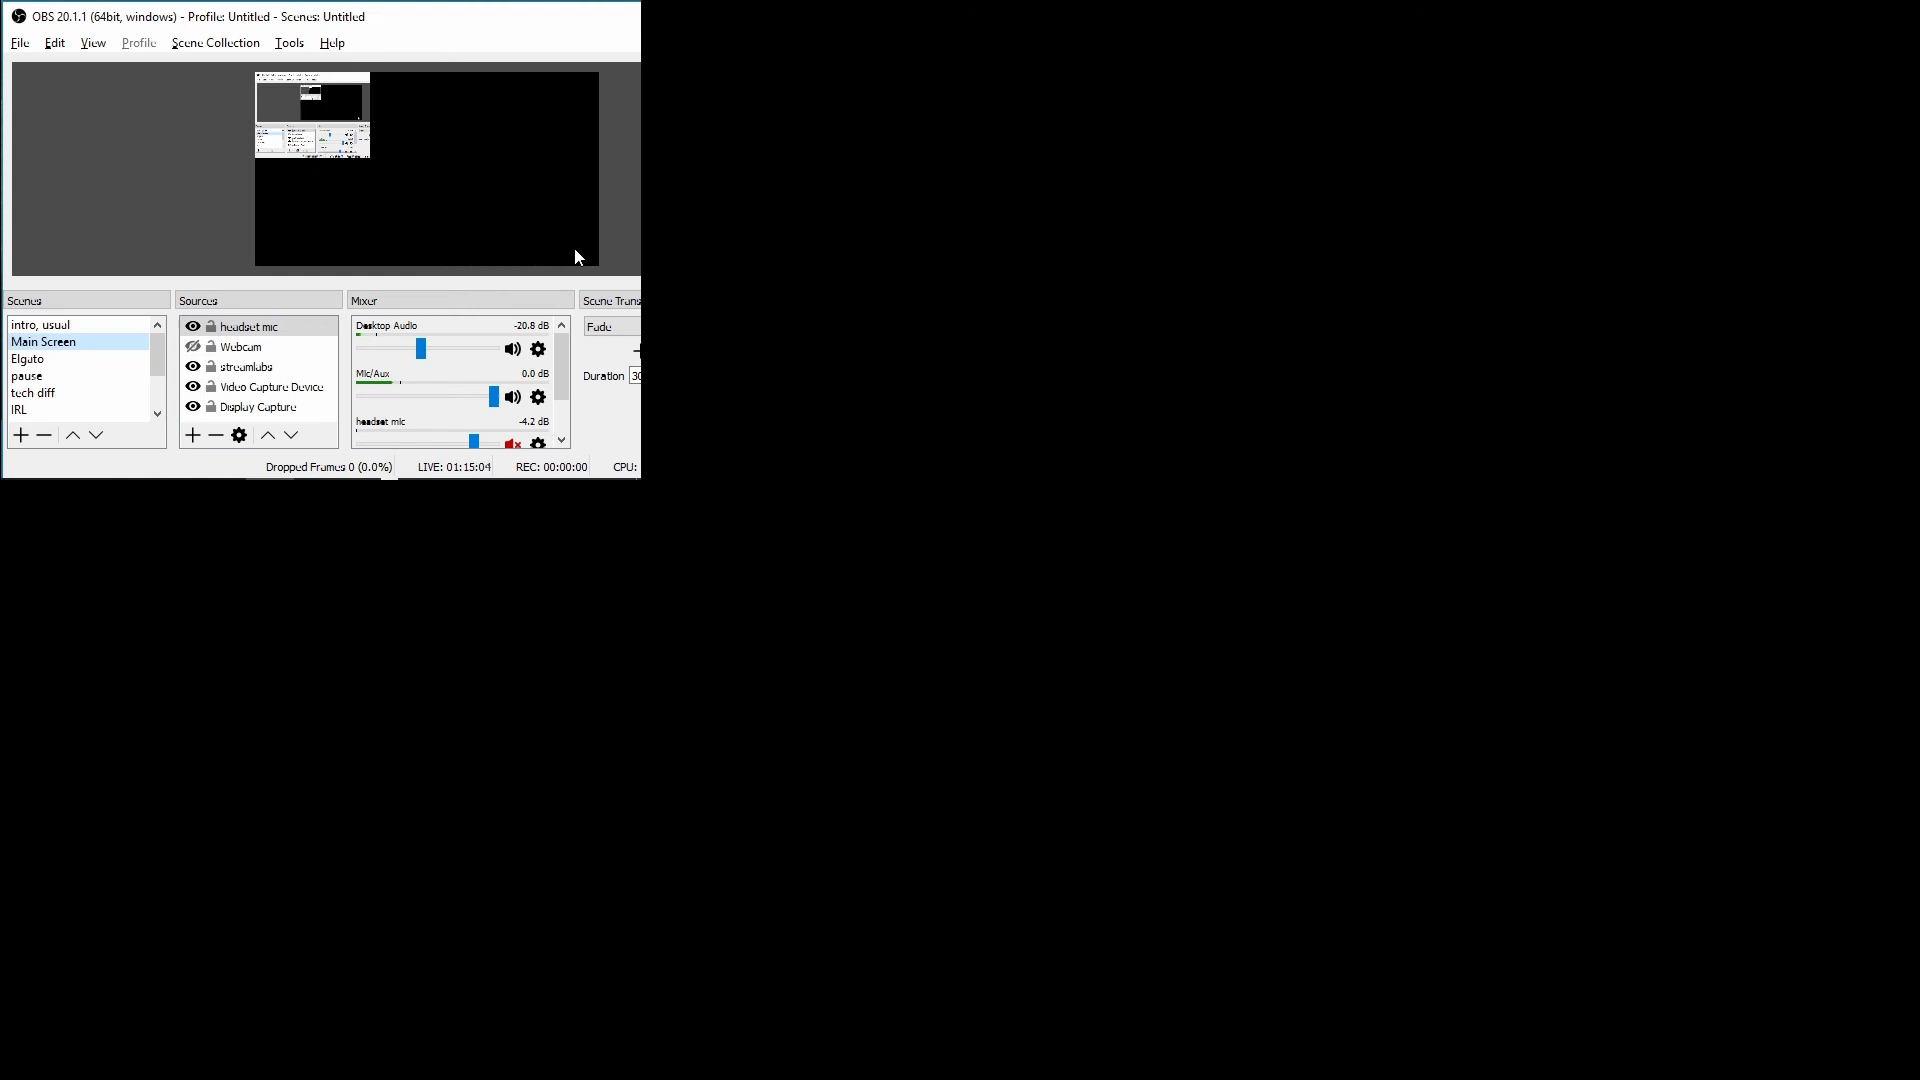 OBS 20.1.1 (64bit, windows) - Profile: Untitled - Scenes: Untitled
File Edit View Profile Scene Collection Tools Help
Scenes
intro, usual
Main Screen
Elgato
pause
tech diff
IRL
Sources
headset mic
Webcam
streamlabs
Video Capture Device
Display Capture
Mixer
Desktop Audio -20.8 dB
Mic/Aux 0.0 dB
headset mic -4.2 dB
Scene Trans
Fade
Duration 30
Dropped Frames 0 (0.0%) LIVE: 01:15:04 REC: 00:00:00 CPU: